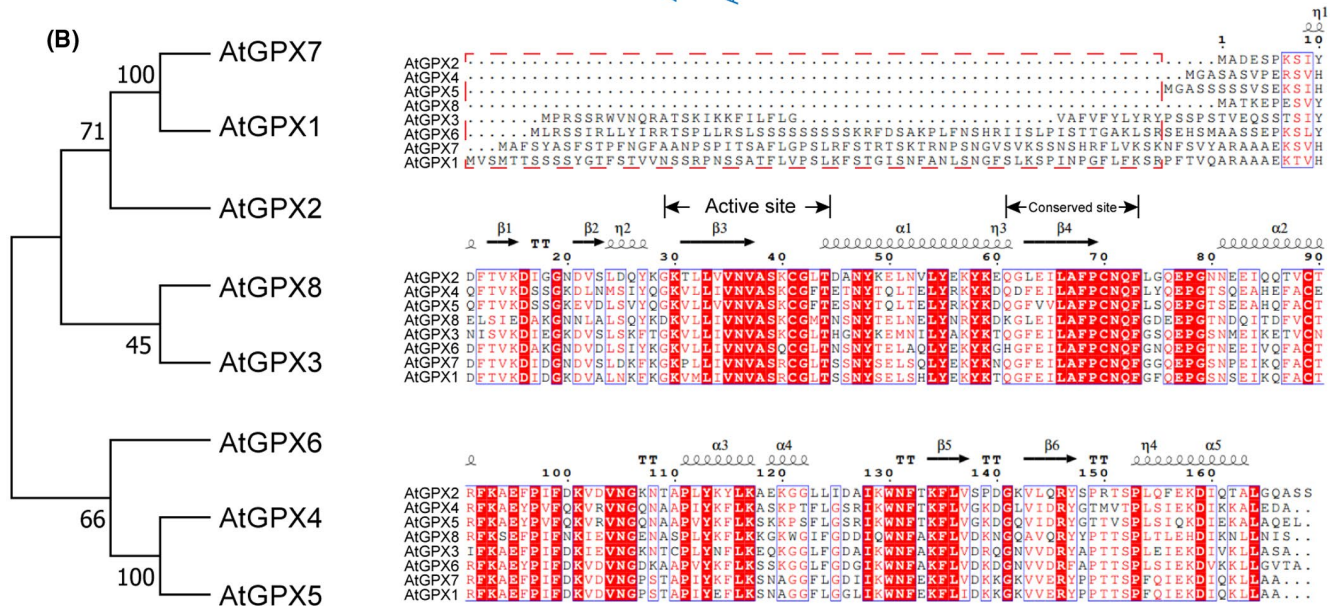 (B)
AtGPX7
AtGPX1
AtGPX2
AtGPX8
AtGPX3
AtGPX6
AtGPX4
AtGPX5
100
71
45
66
100
η1
1 10
AtGPX2 ......................................................................MADESPKSIY
AtGPX4 ...................................................................MGASASVPERSVH
AtGPX5 .................................................................MGASSSSSVSEKSIH
AtGPX8 ......................................................................MATKEPESVY
AtGPX3 .......MPRSSRWVNQRATSKIKKFILFLG........................VAFVFYLYRYPSSPSTVEQSSTSIY
AtGPX6 ......MLRSSIRLLYIRRTSPLLRSLSSSSSSSSSKRFDSAKPLFNSHRIISLPISTTGAKLSRSEHSMAASSEPKSLY
AtGPX7 ...MAFSYASFSTPFNGFAANPSPITSAFLGPSLRFSTRTSKTRNPSNGVSVKSSNSHRFLVKSKNFSVYARAAAEKSVH
AtGPX1 MVSMTTSSSSYGTFSTVVNSSRPNSSATFLVPSLKFSTGISNFANLSNGFSLKSPINPGFLFKSRPFTVQARAAAEKTVH
Active site Conserved site
β1 TT β2 η2 β3 α1 η3 β4 α2
20 30 40 50 60 70 80 90
AtGPX2 DFTVKDIGGNDVSLDQYKGKTLLVVNVASKCGLTDANYKELNVLYEKYKEQGLEILAFPCNQFLGQEPGNNEEIQQTVCT
AtGPX4 QFTVKDSSGKDLNMSIYQGKVLLIVNVASKCGFTETNYTQLTELYRKYKDQDFEILAFPCNQFLYQEPGTSQEAHEFACE
AtGPX5 QFTVKDSSGKEVDLSVYQGKVLLVVNVASKCGFTESNYTQLTELYRKYKDQGFVVLAFPCNQFLSQEPGTSEEAHQFACT
AtGPX8 ELSIEDAKGNNLALSQYKDKVLLIVNVASKCGMTNSNYTELNELYNRYKDKGLEILAFPCNQFGDEEPGTNDQITDFVCT
AtGPX3 NISVKDIEGKDVSLSKFTGKVLLIVNVASKCGLTHGNYKEMNILYAKYKTQGFEILAFPCNQFGSQEPGSNMEIKETVCN
AtGPX6 DFTVKDAKGNDVDLSIYKGKVLLIVNVASQCGLTNSNYTELAQLYEKYKGHGFEILAFPCNQFGNQEPGTNEEIVQFACT
AtGPX7 DFTVKDIDGNDVSLDKFKGKPLLIVNVASRCGLTSSNYSELSQLYEKYKNQGFEILAFPCNQFGGQEPGSNPEIKQFACT
AtGPX1 DFTVKDIDGKDVALNKFKGKVMLIVNVASRCGLTSSNYSELSHLYEKYKTQGFEILAFPCNQFGFQEPGSNSEIKQFACT
TT α3 α4 TT β5 TT β6 TT η4 α5
100 110 120 130 140 150 160
AtGPX2 RFKAEFPIFDKVDVNGKNTAPLYKYLKAEKGGLLIDAIKWNFTKFLVSPDGKVLQRYSPRTSPLQFEKDIQTALGQASS
AtGPX4 RFKAEYPVFQKVRVNGQNAAPIYKFLKASKPTFLGSRIKWNFTKFLVGKDGLVIDRYGTMVTPLSIEKDIKKALEDA..
AtGPX5 RFKAEYPVFQKVRVNGQNAAPVYKFLKSKKPSFLGSRIKWNFTKFLVGKDGQVIDRYGTTVSPLSIQKDIEKALAQEL.
AtGPX8 RFKSEFPIFNKIEVNGENASPLYKFLKKGKWGIFGDDIQWNFAKFLVDKNGQAVQRYYPTTSPLTLEHDIKNLLNIS..
AtGPX3 IFKAEFPIFDKIEVNGKNTCPLYNFLKEQKGGLFGDAIKWNFAKFLVDRQGNVVDRYAPTTSPLEIEKDIVKLLASA..
AtGPX6 RFKAEYPIFDKVDVNGDKAAPVYKFLKSSKGGLFGDGIKWNFAKFLVDKDGNVVDRFAPTTSPLSIEKDVKKLLGVTA.
AtGPX7 RFKAEFPIFDKVDVNGPSTAPIYKFLKSNAGGFLGDIIKWNFEKFLVDKKGKVVERYPPTTSPFQIEKDIQKLLAA...
AtGPX1 RFKAEFPIFDKVDVNGPSTAPIYEFLKSNAGGFLGGLIKWNFEKFLIDKKGKVVERYPPTTSPFQIEKDIQKLLAA...